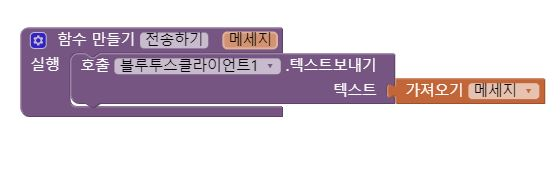 함수 만들기 전송하기 메세지
실행 호출 블루투스클라이언트1 .텍스트보내기
텍스트 가져오기 메세지